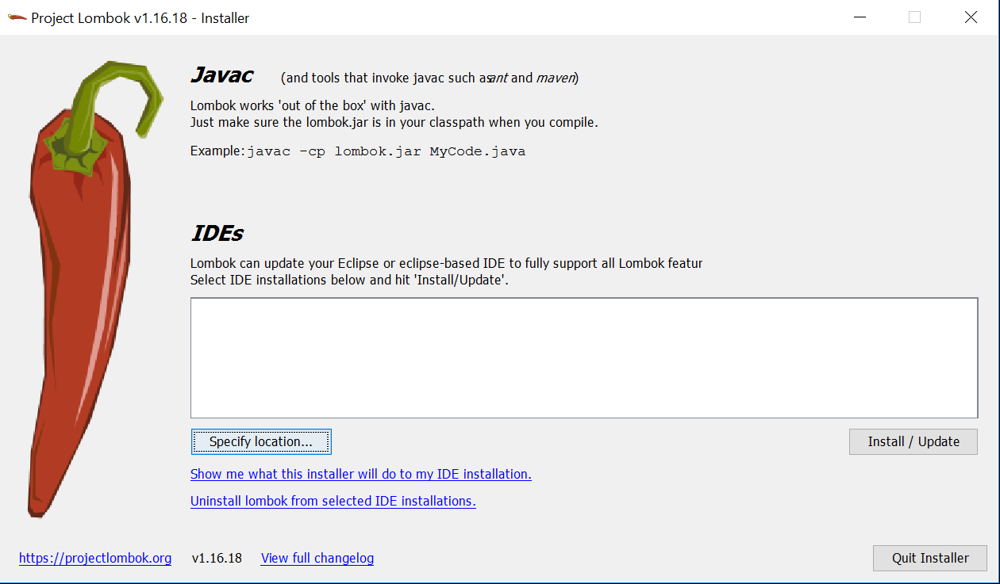 Project Lombok v1.16.18 - Installer
Javac (and tools that invoke javac such as ant and maven)
Lombok works 'out of the box' with javac.
Just make sure the lombok.jar is in your classpath when you compile.
Example: javac -cp lombok.jar MyCode.java
IDEs
Lombok can update your Eclipse or eclipse-based IDE to fully support all Lombok featur
Select IDE installations below and hit 'Install/Update'.
Specify location... Install / Update
Show me what this installer will do to my IDE installation.
Uninstall lombok from selected IDE installations.
https://projectlombok.org v1.16.18 View full changelog Quit Installer